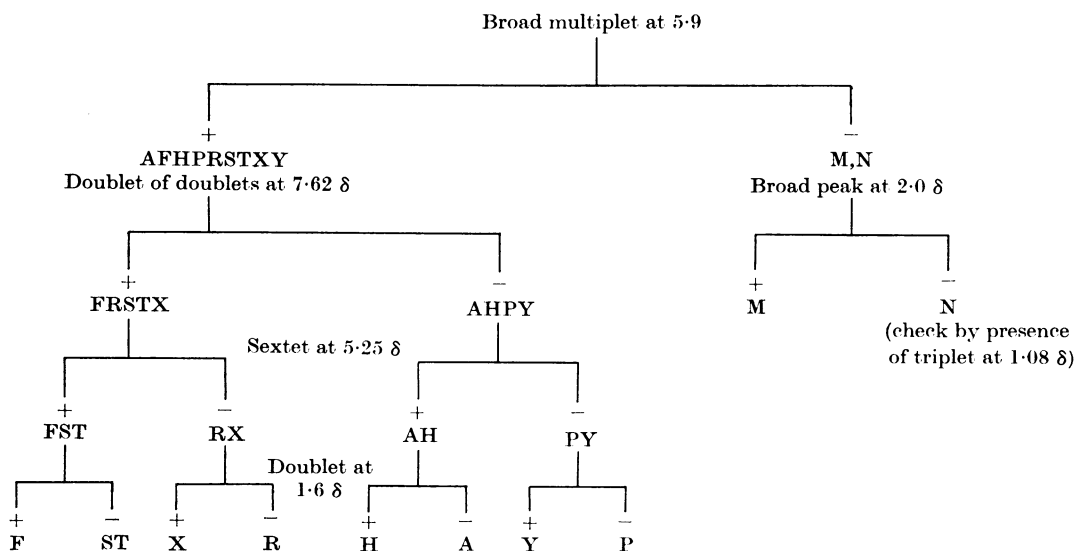 Broad multiplet at 5·9
+
AFHPRSTXY
Doublet of doublets at 7·62 δ
−
M,N
Broad peak at 2·0 δ
+
FRSTX
−
AHPY
+
M
−
N
(check by presence
of triplet at 1·08 δ)
Sextet at 5·25 δ
+
FST
−
RX
+
AH
−
PY
Doublet at
1·6 δ
+
F
−
ST
+
X
−
R
+
H
−
A
+
Y
−
P